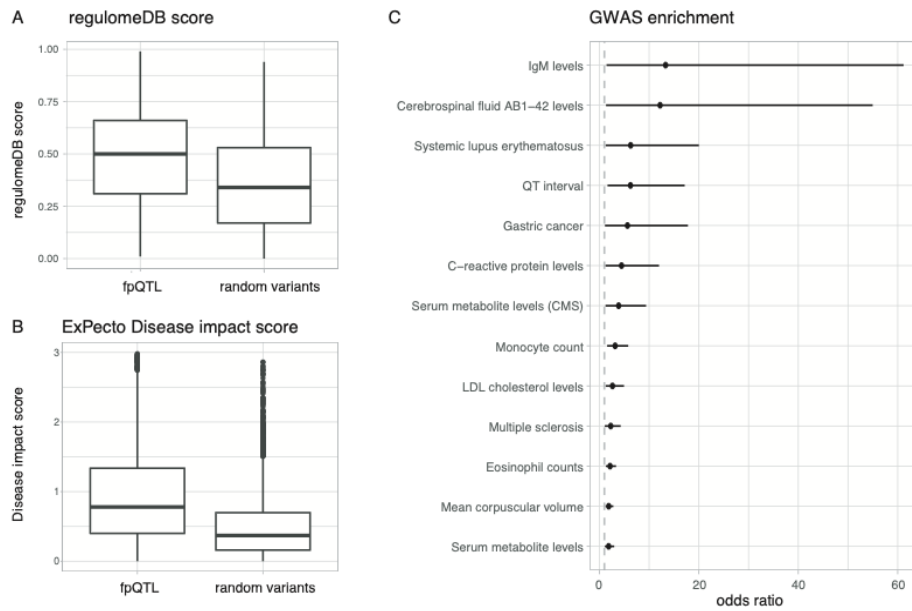 A regulomeDB score
regulomeDB score
1.00
0.75
0.50
0.25
0.00
fpQTL random variants
B ExPecto Disease impact score
Disease impact score
3
2
1
0
fpQTL random variants
C GWAS enrichment
IgM levels
Cerebrospinal fluid AB1−42 levels
Systemic lupus erythematosus
QT interval
Gastric cancer
C−reactive protein levels
Serum metabolite levels (CMS)
Monocyte count
LDL cholesterol levels
Multiple sclerosis
Eosinophil counts
Mean corpuscular volume
Serum metabolite levels
0 20 40 60
odds ratio